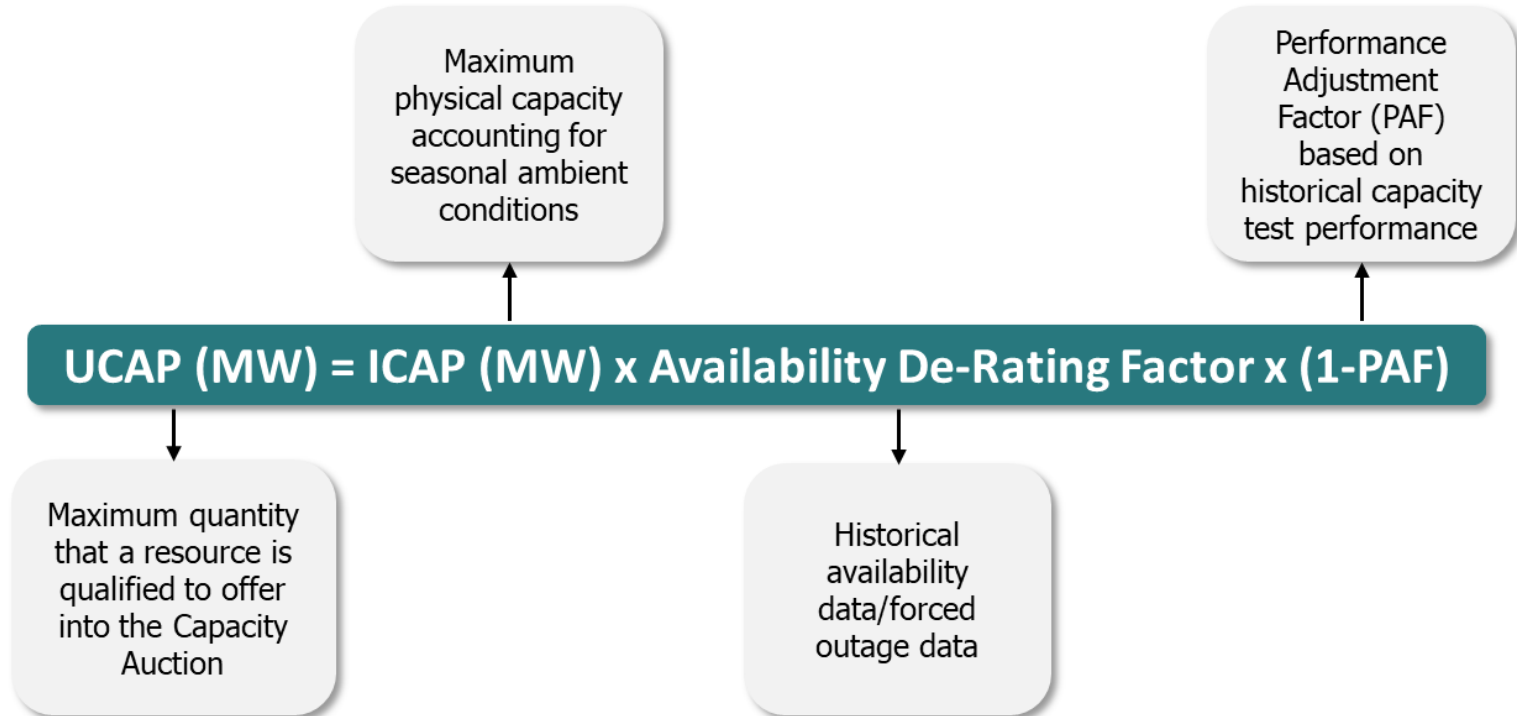 Maximum
physical capacity
accounting for
seasonal ambient
conditions
Performance
Adjustment
Factor (PAF)
based on
historical capacity
test performance
UCAP (MW) = ICAP (MW) x Availability De-Rating Factor x (1-PAF)
Maximum quantity
that a resource is
qualified to offer
into the Capacity
Auction
Historical
availability
data/forced
outage data